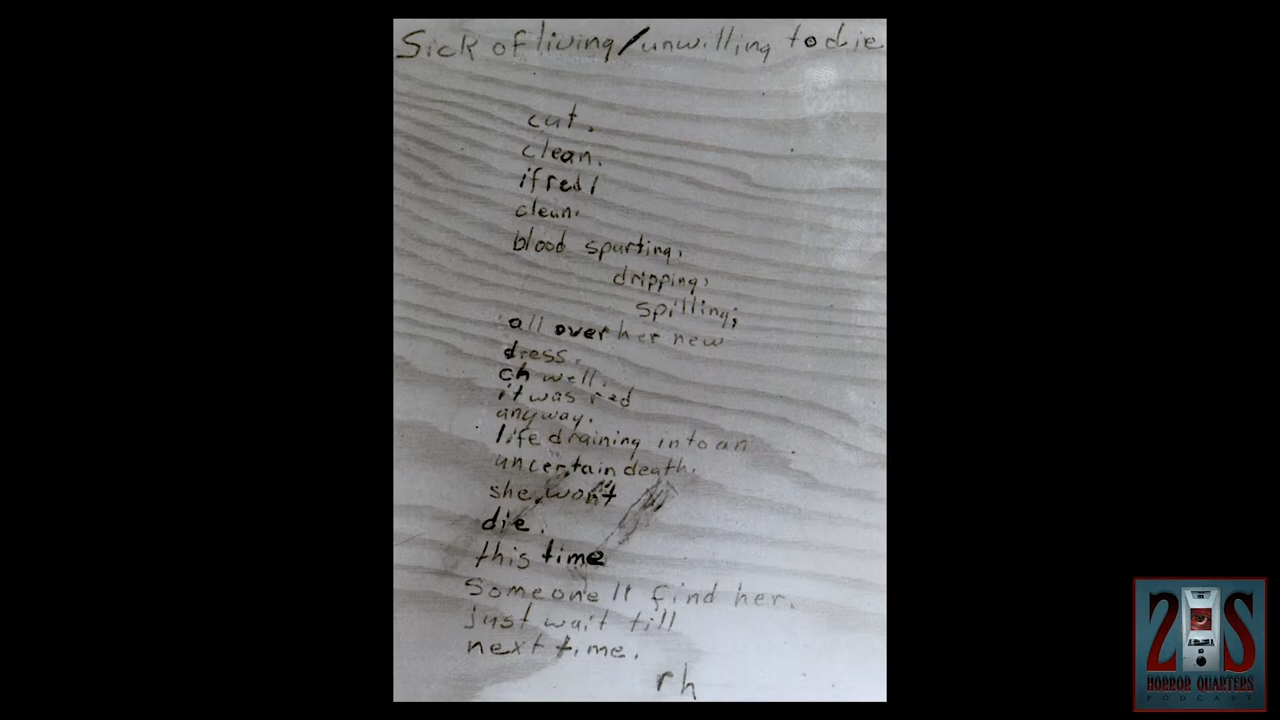 Sick of living/unwilling to die
cut.
clean.
if red /
clean.
blood spurting,
dripping,
spilling;
all over her new
dress.
oh well.
it was red
anyway.
life draining into an
uncertain death.
she won't
die.
this time
Someone ll find her.
just wait till
next time.
rh
2S
HORROR QUARTERS
PODCAST